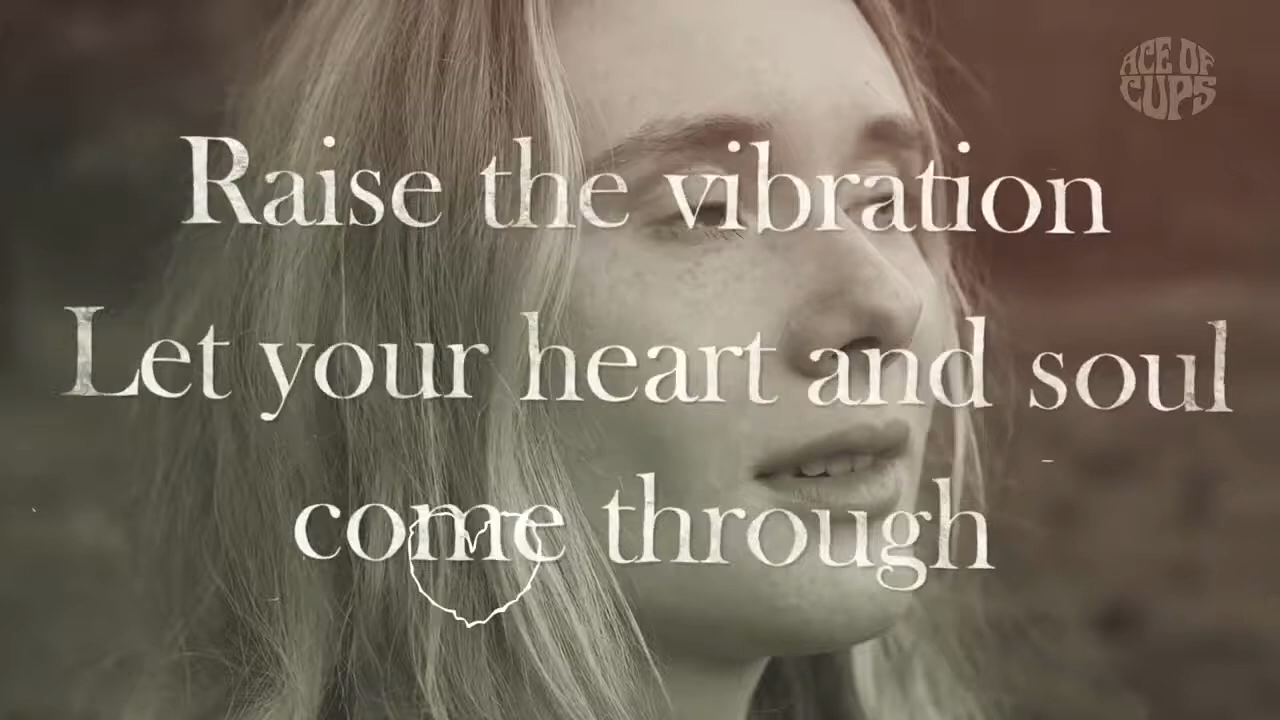 ACE OF
CUPS
Raise the vibration
Let your heart and soul
come through